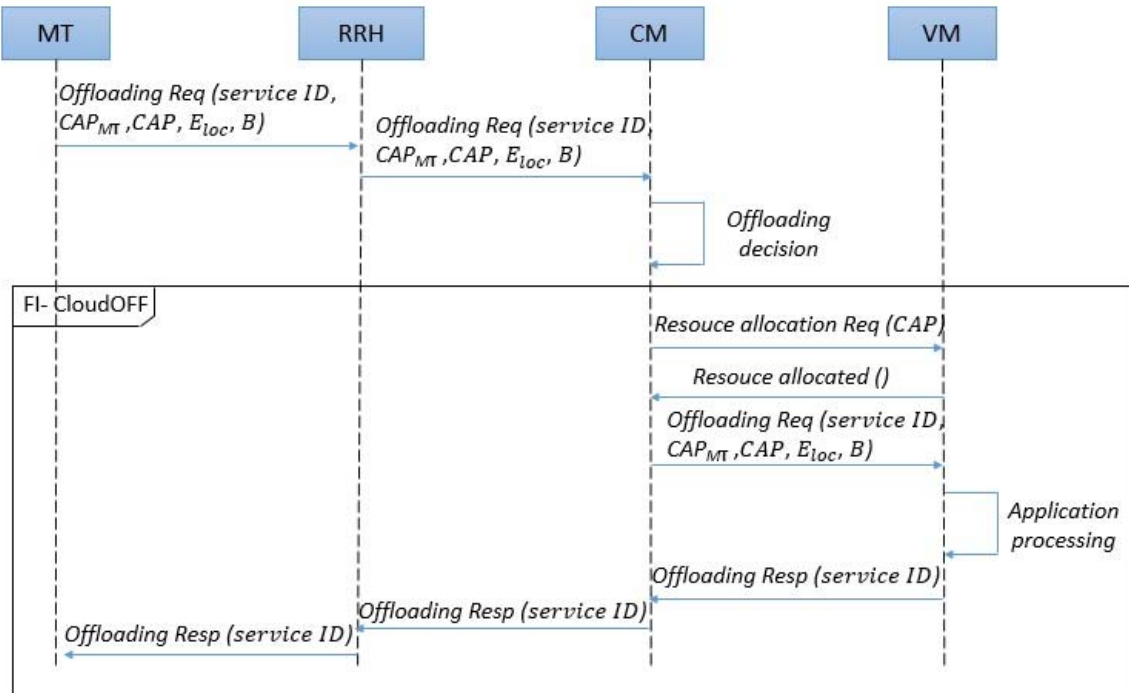 MT
RRH
CM
VM
Offloading Req (service ID,
CAP_MT ,CAP, E_loc, B)
Offloading Req (service ID,
CAP_MT ,CAP, E_loc, B)
Offloading
decision
FI- CloudOFF
Resouce allocation Req (CAP)
Resouce allocated ()
Offloading Req (service ID,
CAP_MT ,CAP, E_loc, B)
Application
processing
Offloading Resp (service ID)
Offloading Resp (service ID)
Offloading Resp (service ID)